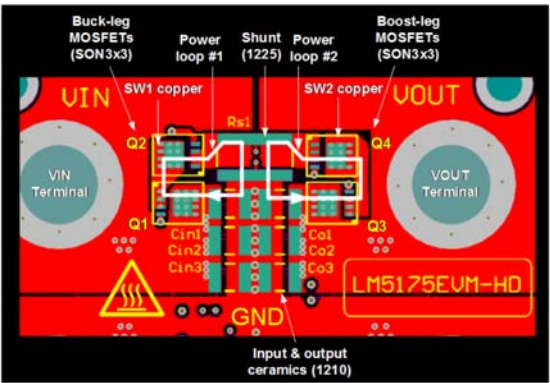 Buck-leg
MOSFETs
(SON3x3)
Power
loop #1
Shunt
(1225)
Power
loop #2
Boost-leg
MOSFETs
(SON3x3)
SW1 copper
SW2 copper
VIN
VOUT
Rs1
Q2
Q4
VIN
Terminal
VOUT
Terminal
Q1
Q3
Cin1
Co1
Cin2
Co2
Cin3
Co3
LM5175EVM-HD
GND
Input & output
ceramics (1210)